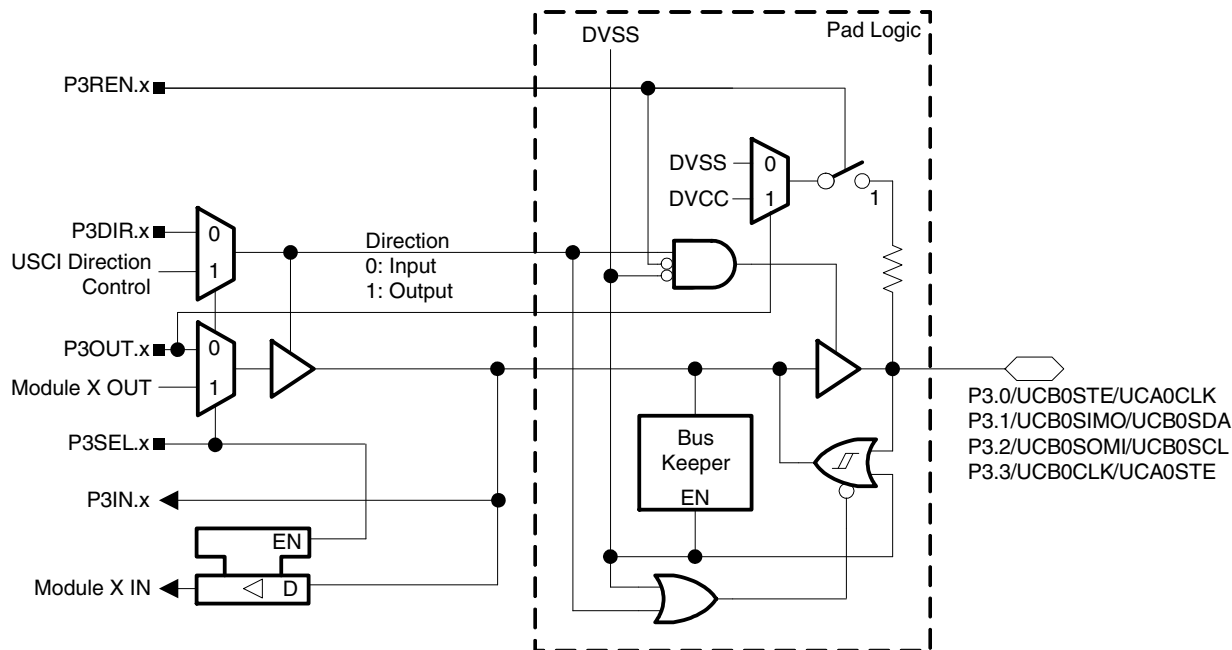 Pad Logic
DVSS
P3REN.x
DVSS
0
DVCC
1
1
P3DIR.x
0
USCI Direction
Control
1
Direction
0: Input
1: Output
P3OUT.x
0
Module X OUT
1
P3SEL.x
P3IN.x
EN
D
Module X IN
Bus
Keeper
EN
P3.0/UCB0STE/UCA0CLK
P3.1/UCB0SIMO/UCB0SDA
P3.2/UCB0SOMI/UCB0SCL
P3.3/UCB0CLK/UCA0STE